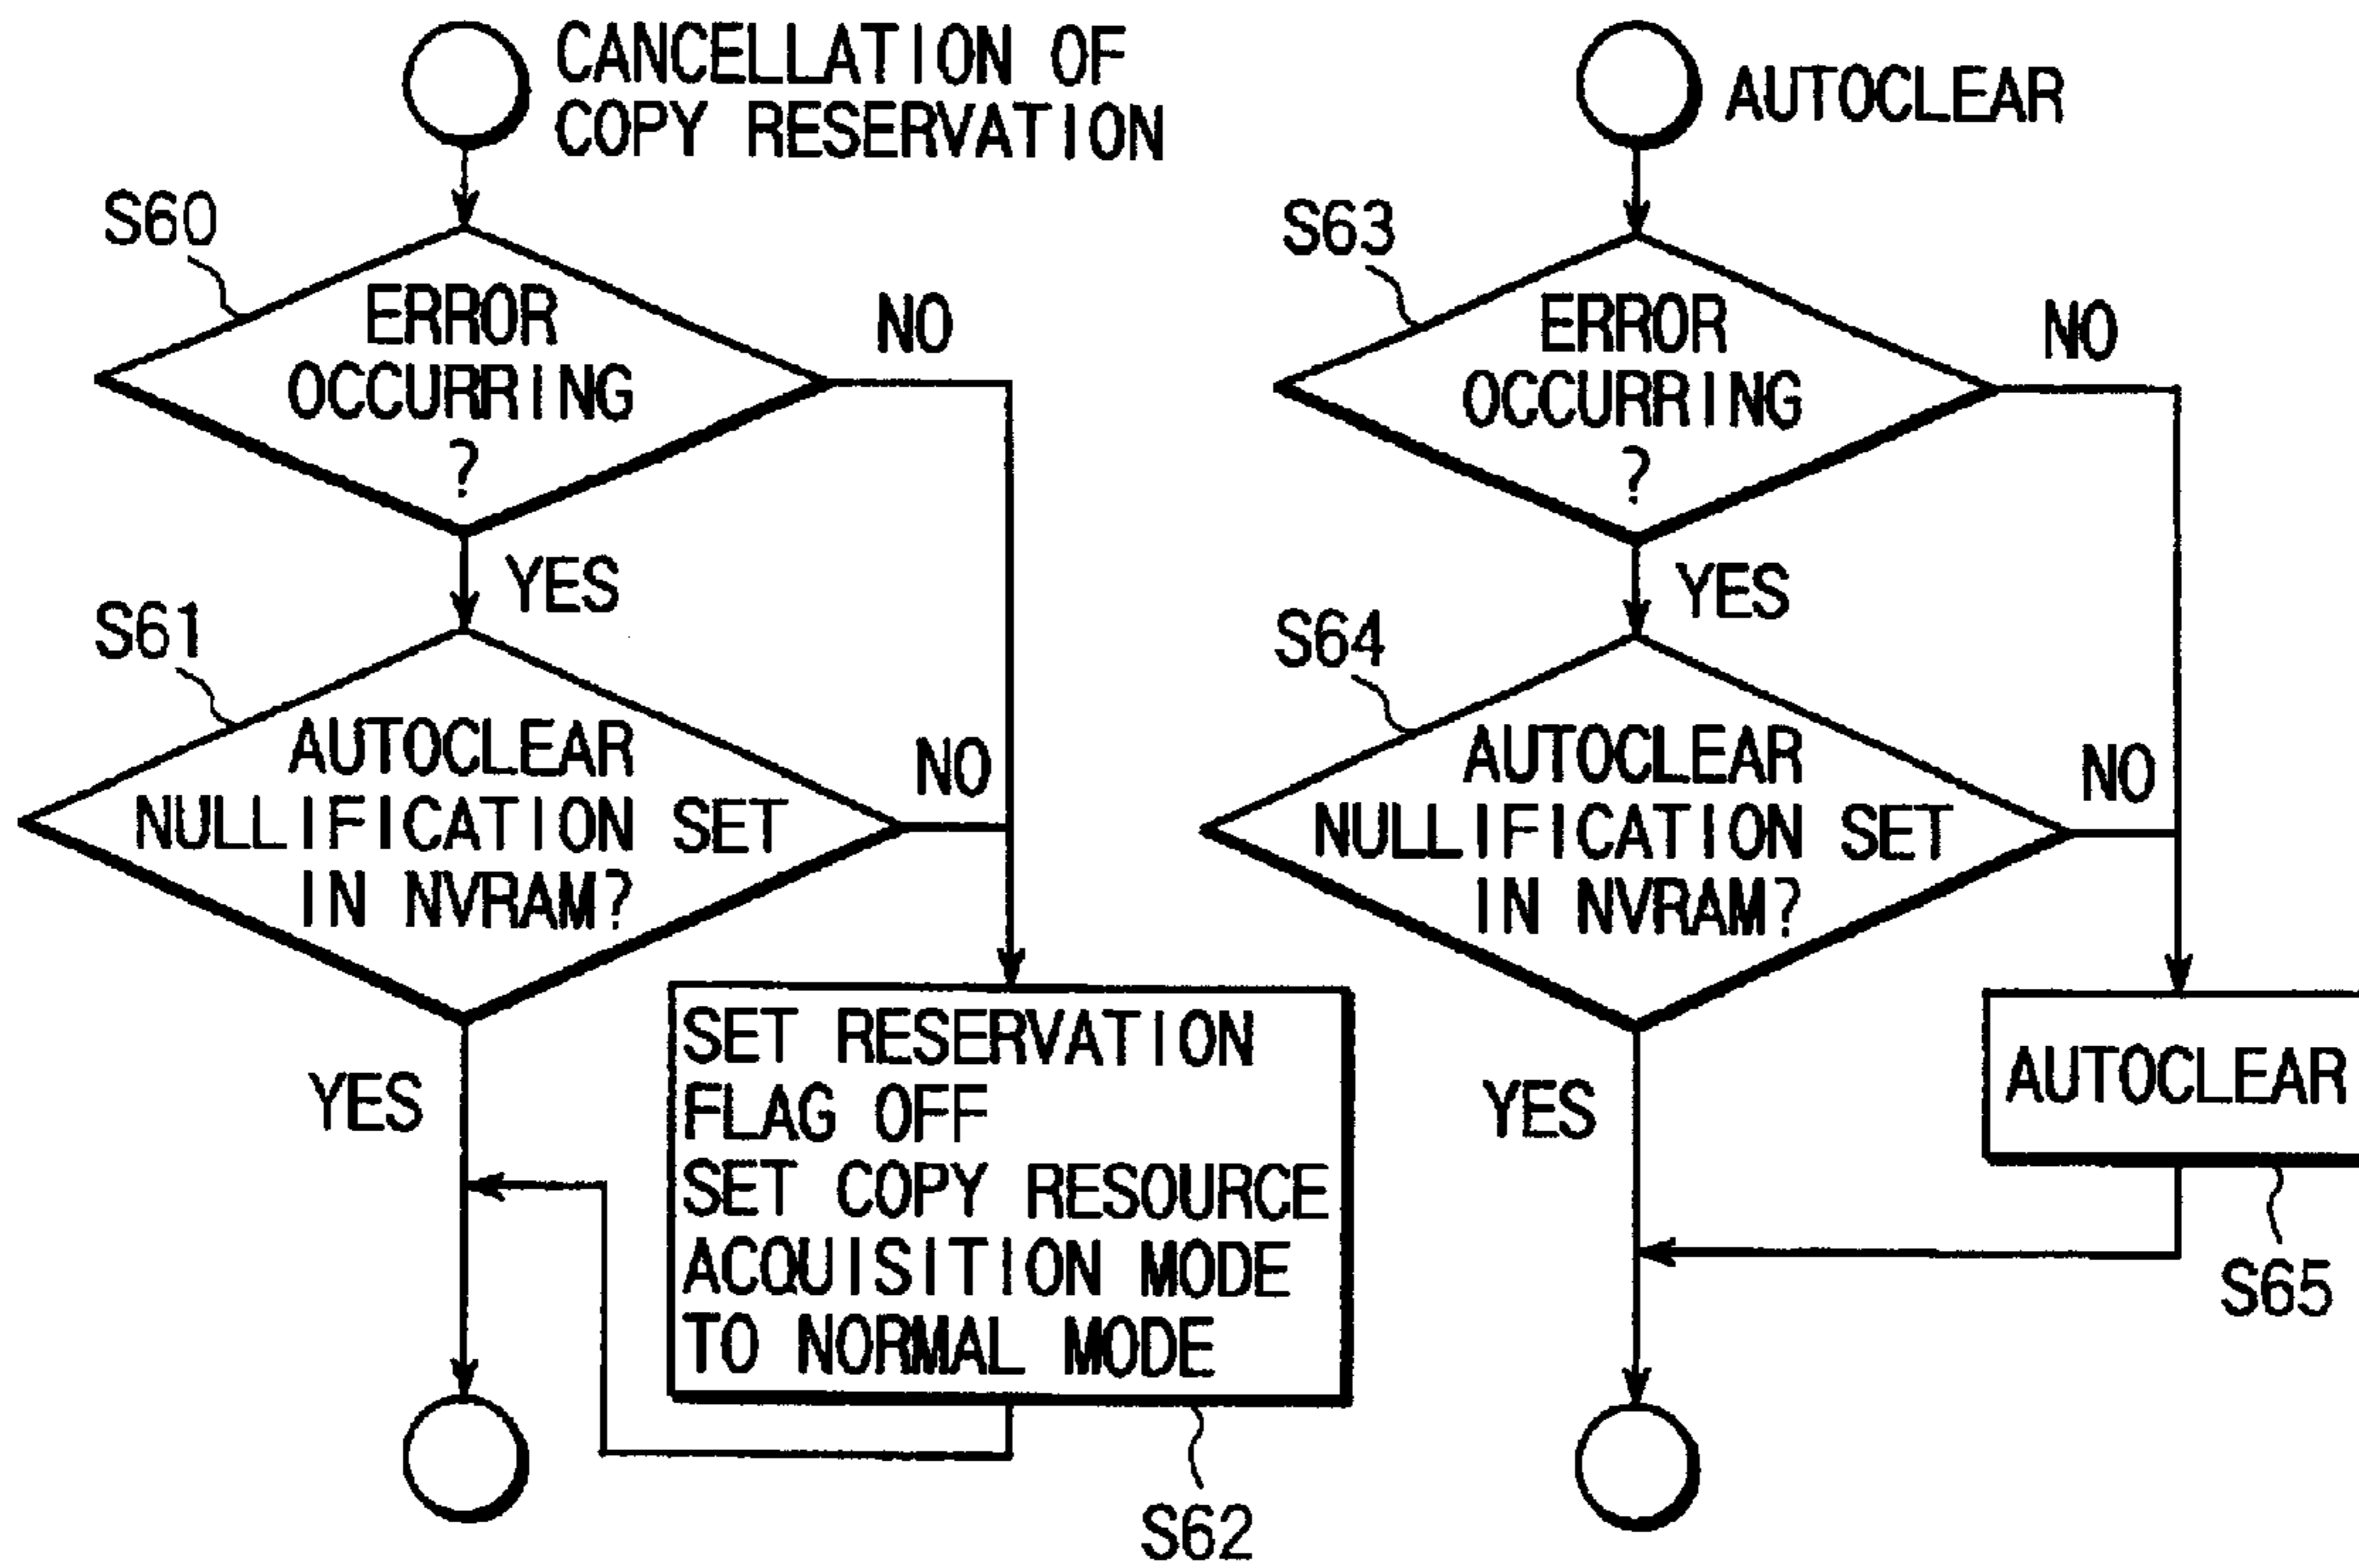 CANCELLATION OF
COPY RESERVATION
S60
ERROR
OCCURRING
?
NO
YES
S61
AUTOCLEAR
NULLIFICATION SET
IN NVRAM?
NO
YES
SET RESERVATION
FLAG OFF
SET COPY RESOURCE
ACQUISITION MODE
TO NORMAL MODE
S62
AUTOCLEAR
S63
ERROR
OCCURRING
?
NO
YES
S64
AUTOCLEAR
NULLIFICATION SET
IN NVRAM?
NO
YES
AUTOCLEAR
S65